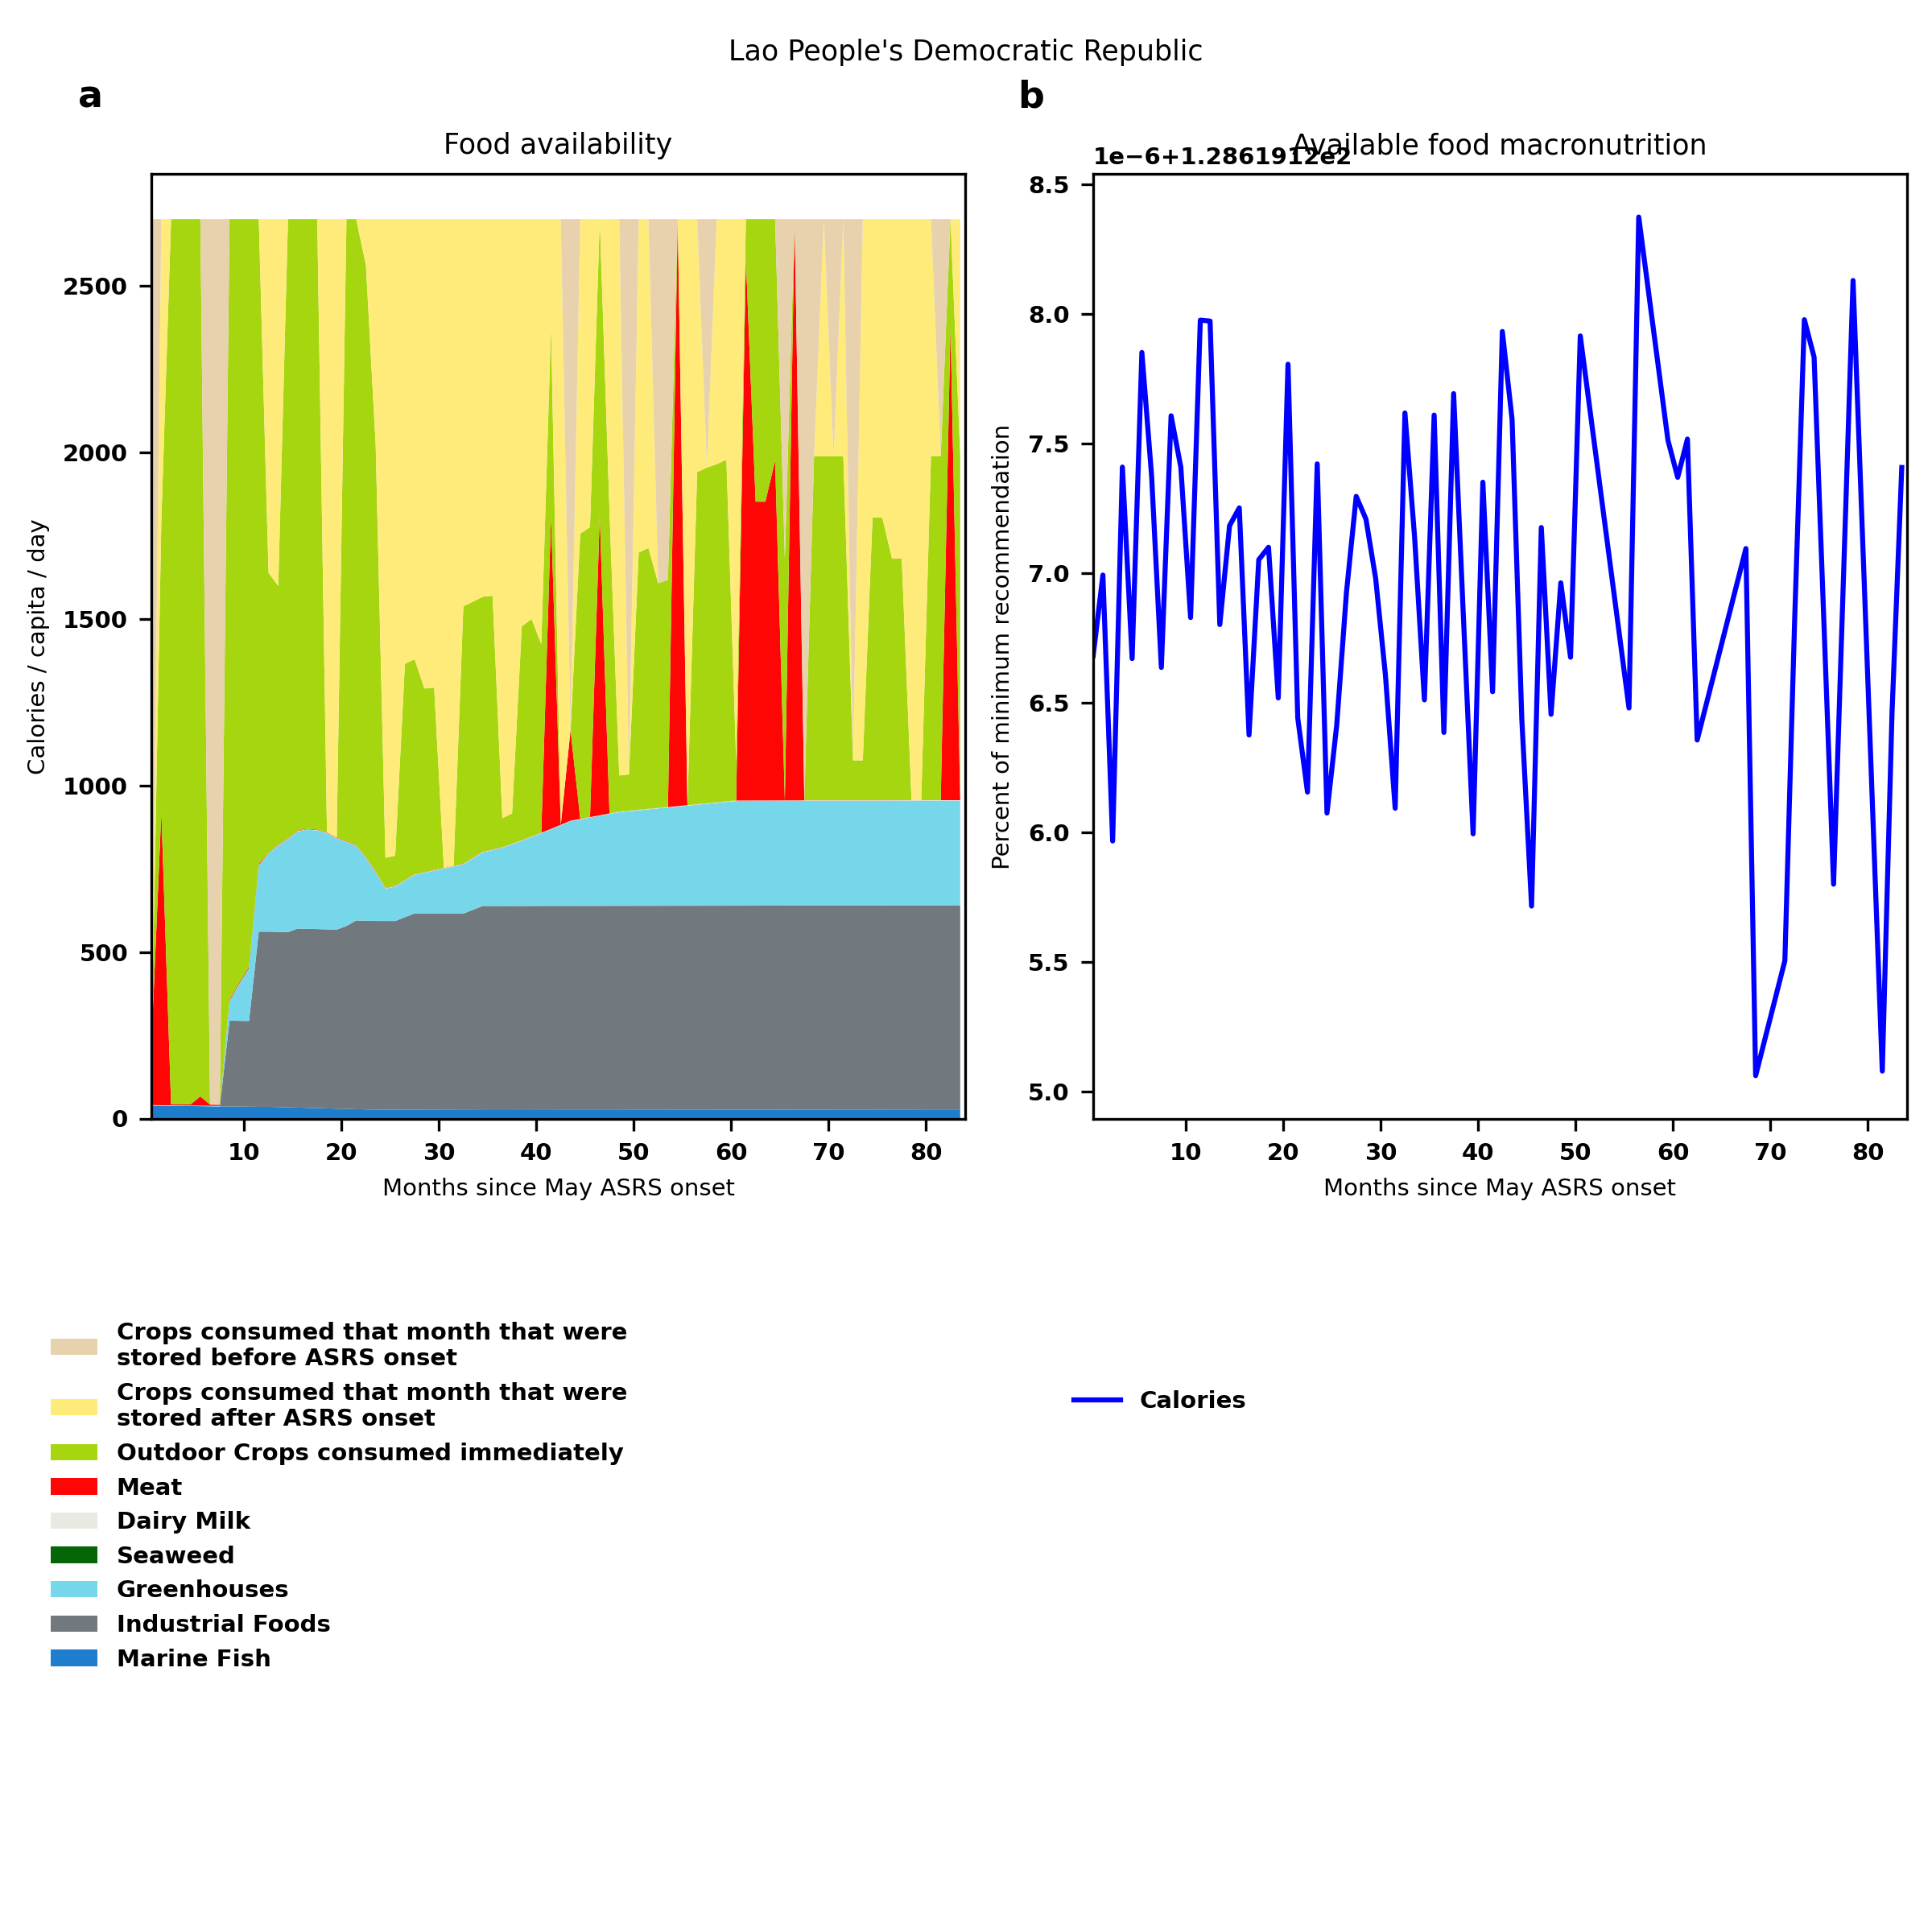 Lao People's Democratic Republic
a
b
Food availability
Available food macronutrition
1e−6+1.2861912e2
Calories / capita / day
2500
2000
1500
1000
500
0
10 20 30 40 50 60 70 80
Months since May ASRS onset
Percent of minimum recommendation
8.5
8.0
7.5
7.0
6.5
6.0
5.5
5.0
10 20 30 40 50 60 70 80
Months since May ASRS onset
Crops consumed that month that were
stored before ASRS onset
Crops consumed that month that were
stored after ASRS onset
Outdoor Crops consumed immediately
Meat
Dairy Milk
Seaweed
Greenhouses
Industrial Foods
Marine Fish
Calories